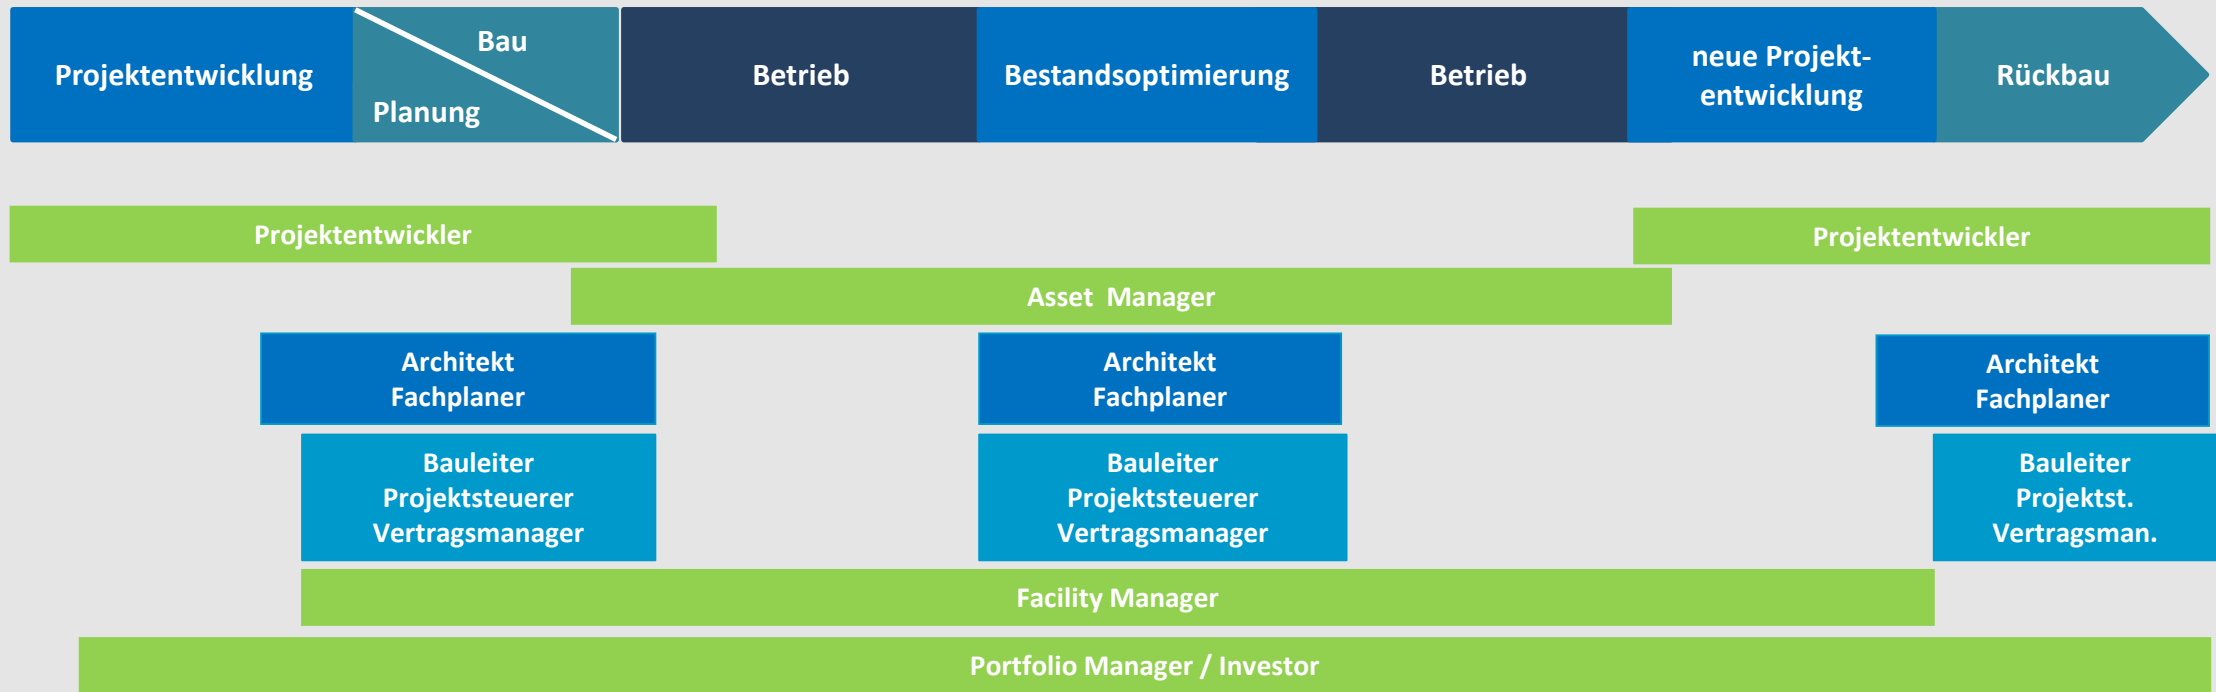 Projektentwicklung
Bau
Planung
Betrieb
Bestandsoptimierung
Betrieb
neue Projekt-
entwicklung
Rückbau
Projektentwickler
Projektentwickler
Asset Manager
Architekt
Fachplaner
Architekt
Fachplaner
Architekt
Fachplaner
Bauleiter
Projektsteuerer
Vertragsmanager
Bauleiter
Projektsteuerer
Vertragsmanager
Bauleiter
Projektst.
Vertragsman.
Facility Manager
Portfolio Manager / Investor